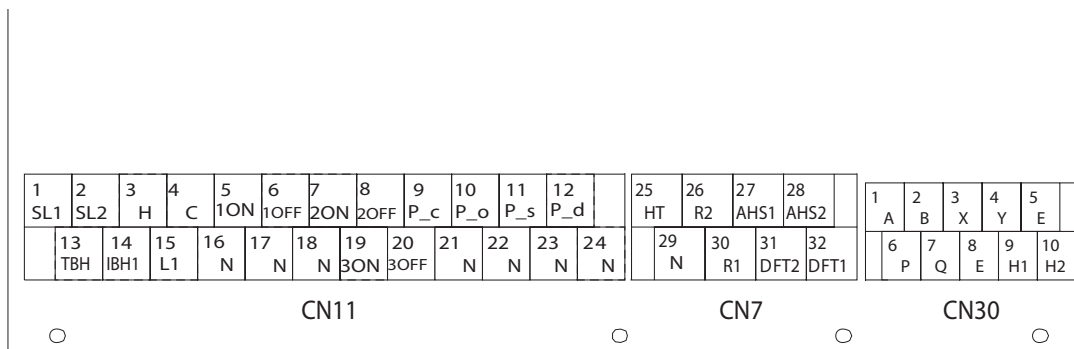 1 2 3 4 5 6 7 8 9 10 11 12
SL1 SL2 H C 1ON 1OFF 2ON 2OFF P_c P_o P_s P_d
13 14 15 16 17 18 19 20 21 22 23 24
TBH IBH1 L1 N N N 3ON 3OFF N N N N
CN11
25 26 27 28
HT R2 AHS1 AHS2
29 30 31 32
N R1 DFT2 DFT1
CN7
1 2 3 4 5
A B X Y E
6 7 8 9 10
P Q E H1 H2
CN30